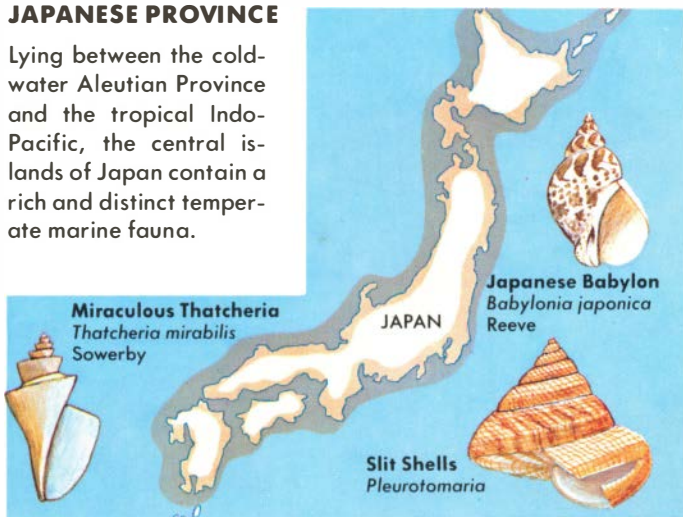 JAPANESE PROVINCE
Lying between the cold-
water Aleutian Province
and the tropical Indo-
Pacific, the central is-
lands of Japan contain a
rich and distinct temper-
ate marine fauna.
Japanese Babylon
Babylonia japonica
Reeve
Miraculous Thatcheria
Thatcheria mirabilis
Sowerby
JAPAN
Slit Shells
Pleurotomaria